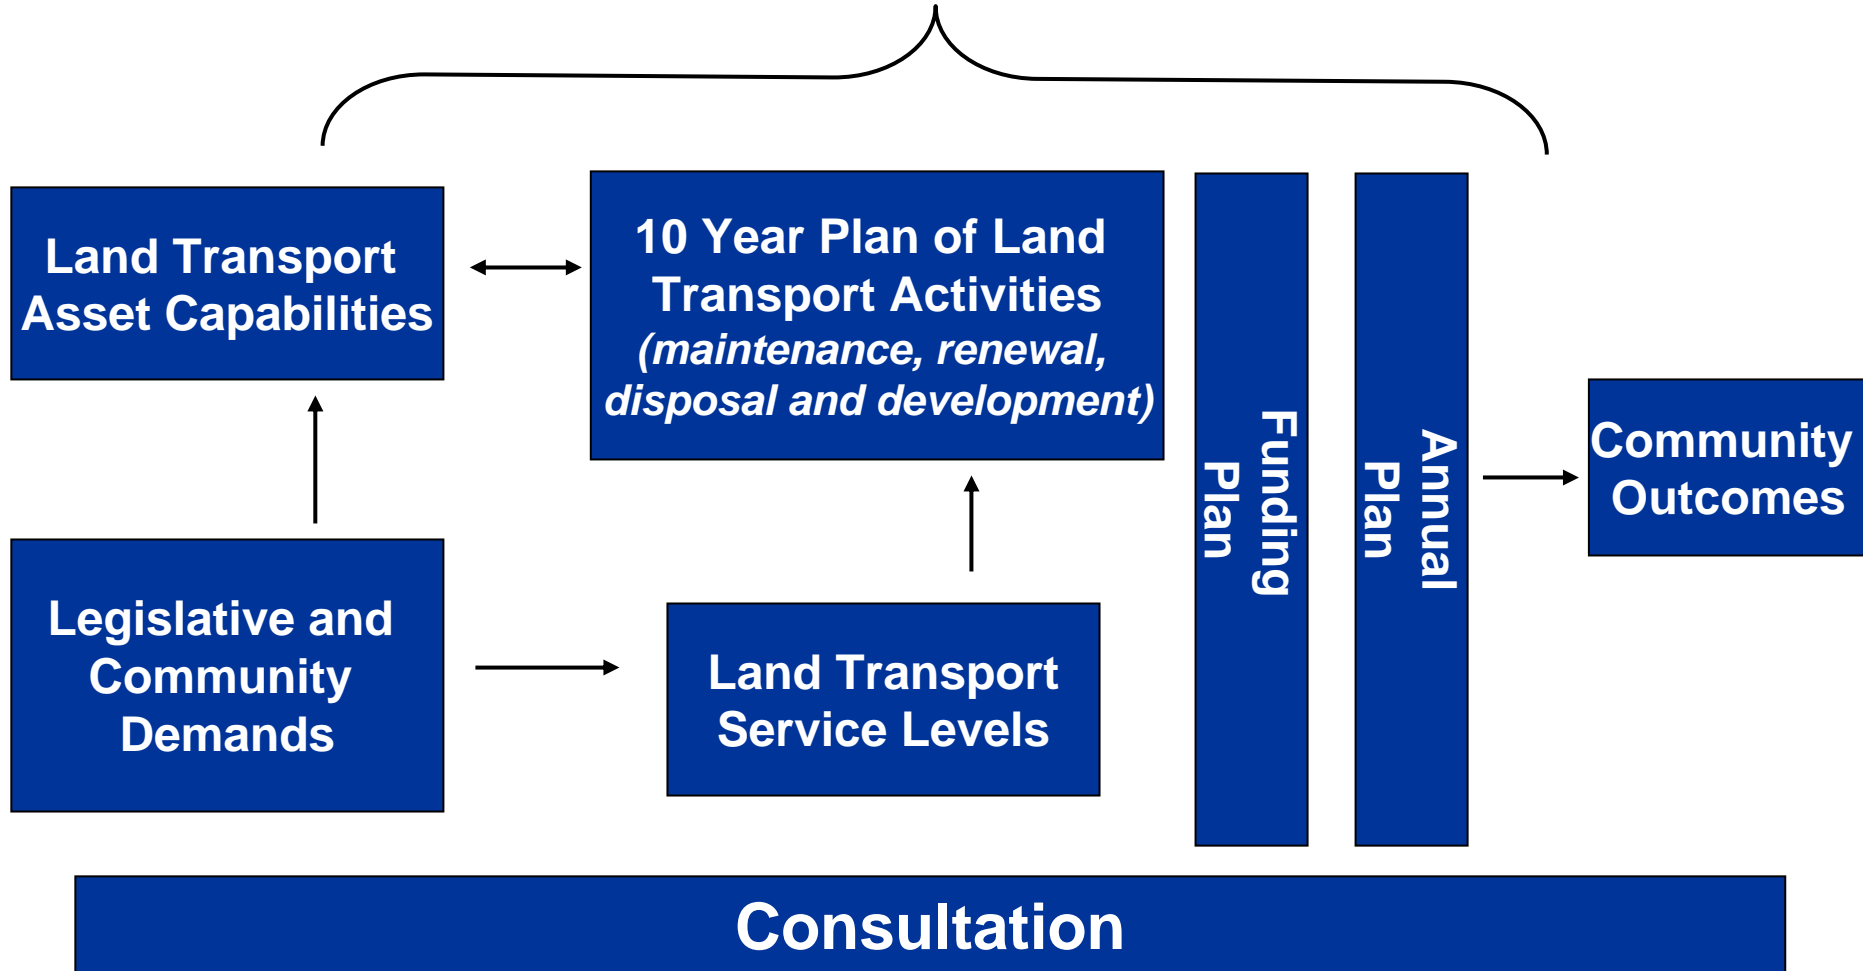 Land Transport
Asset Capabilities
10 Year Plan of Land
Transport Activities
(maintenance, renewal,
disposal and development)
Funding
Plan
Annual
Plan
Community
Outcomes
Legislative and
Community
Demands
Land Transport
Service Levels
Consultation